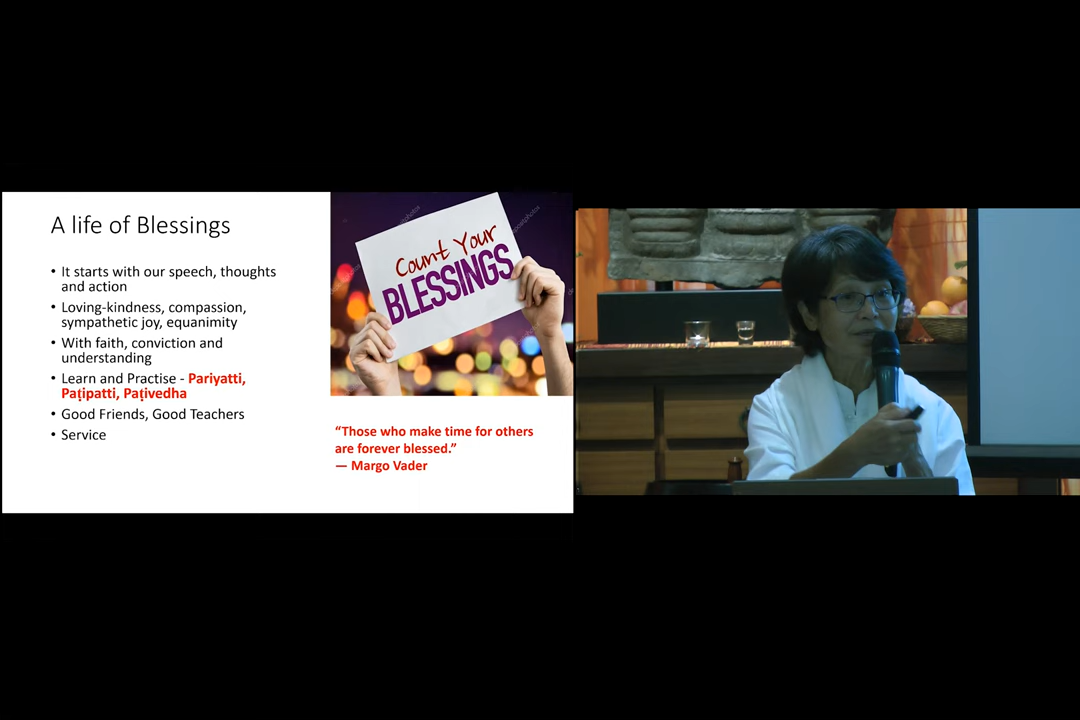 A life of Blessings
• It starts with our speech, thoughts
and action
• Loving-kindness, compassion,
sympathetic joy, equanimity
• With faith, conviction and
understanding
• Learn and Practise - Pariyatti,
Paṭipatti, Paṭivedha
• Good Friends, Good Teachers
• Service
Count Your
BLESSINGS
“Those who make time for others
are forever blessed.”
— Margo Vader